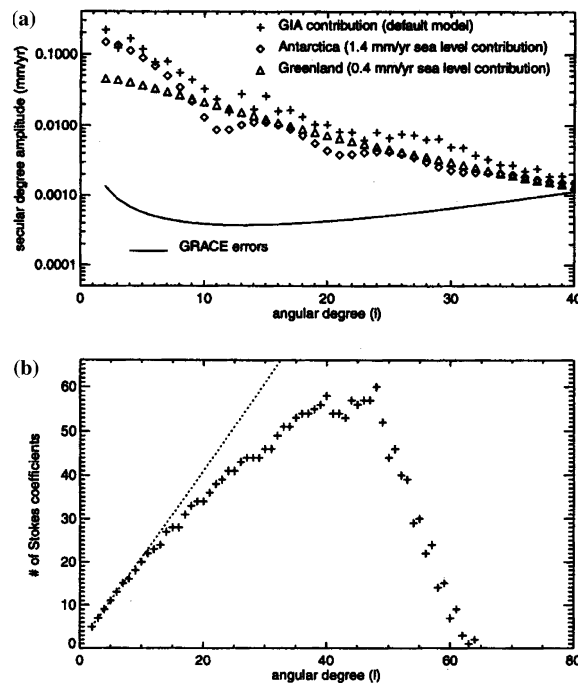 (a)
+ GIA contribution (default model)
◇ Antarctica (1.4 mm/yr sea level contribution)
△ Greenland (0.4 mm/yr sea level contribution)
secular degree amplitude (mm/yr)
0.1000
0.0100
0.0010
0.0001
GRACE errors
0 10 20 30 40
angular degree (l)
(b)
# of Stokes coefficients
60
50
40
30
20
10
0
0 20 40 60 80
angular degree (l)